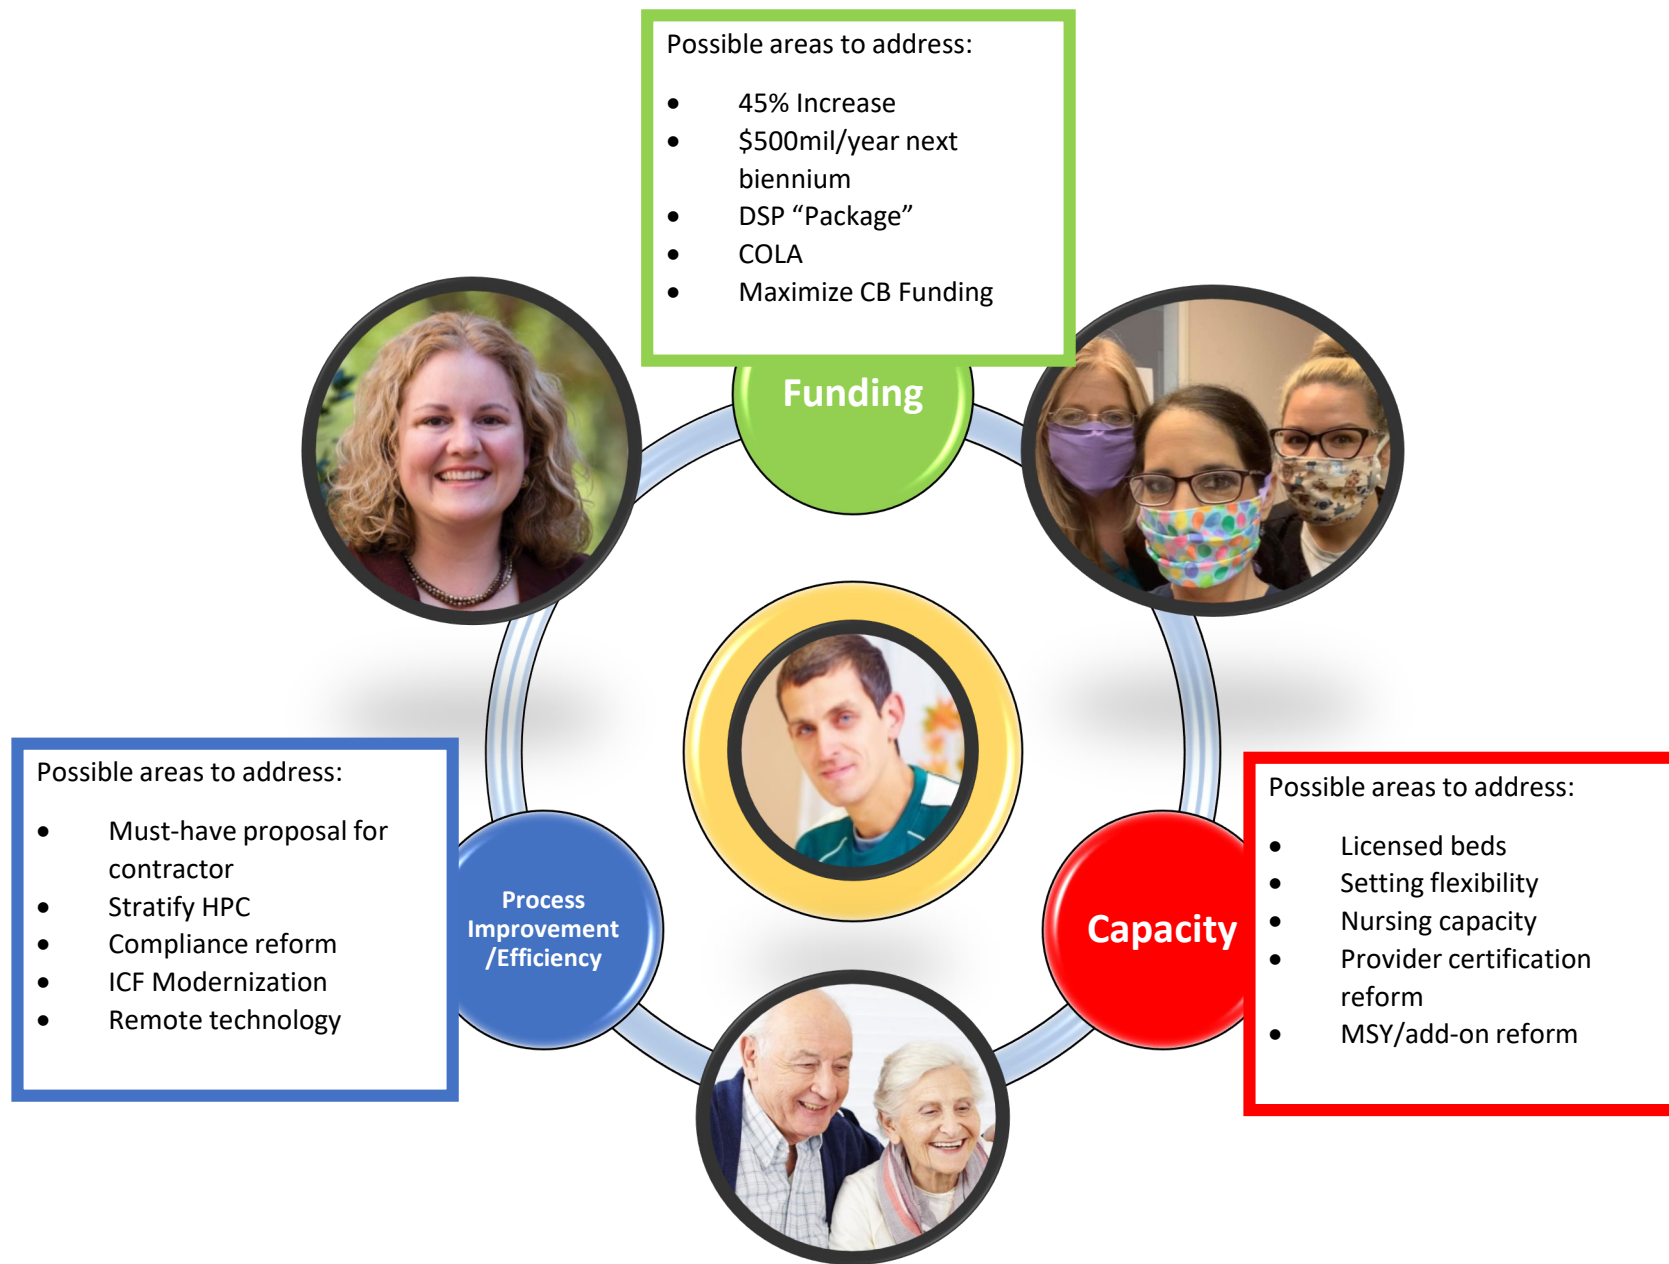 Possible areas to address:
• 45% Increase
• $500mil/year next
biennium
• DSP “Package”
• COLA
• Maximize CB Funding
Funding
Possible areas to address:
• Must-have proposal for
contractor
• Stratify HPC
• Compliance reform
• ICF Modernization
• Remote technology
Process
Improvement
/Efficiency
Capacity
Possible areas to address:
• Licensed beds
• Setting flexibility
• Nursing capacity
• Provider certification
reform
• MSY/add-on reform